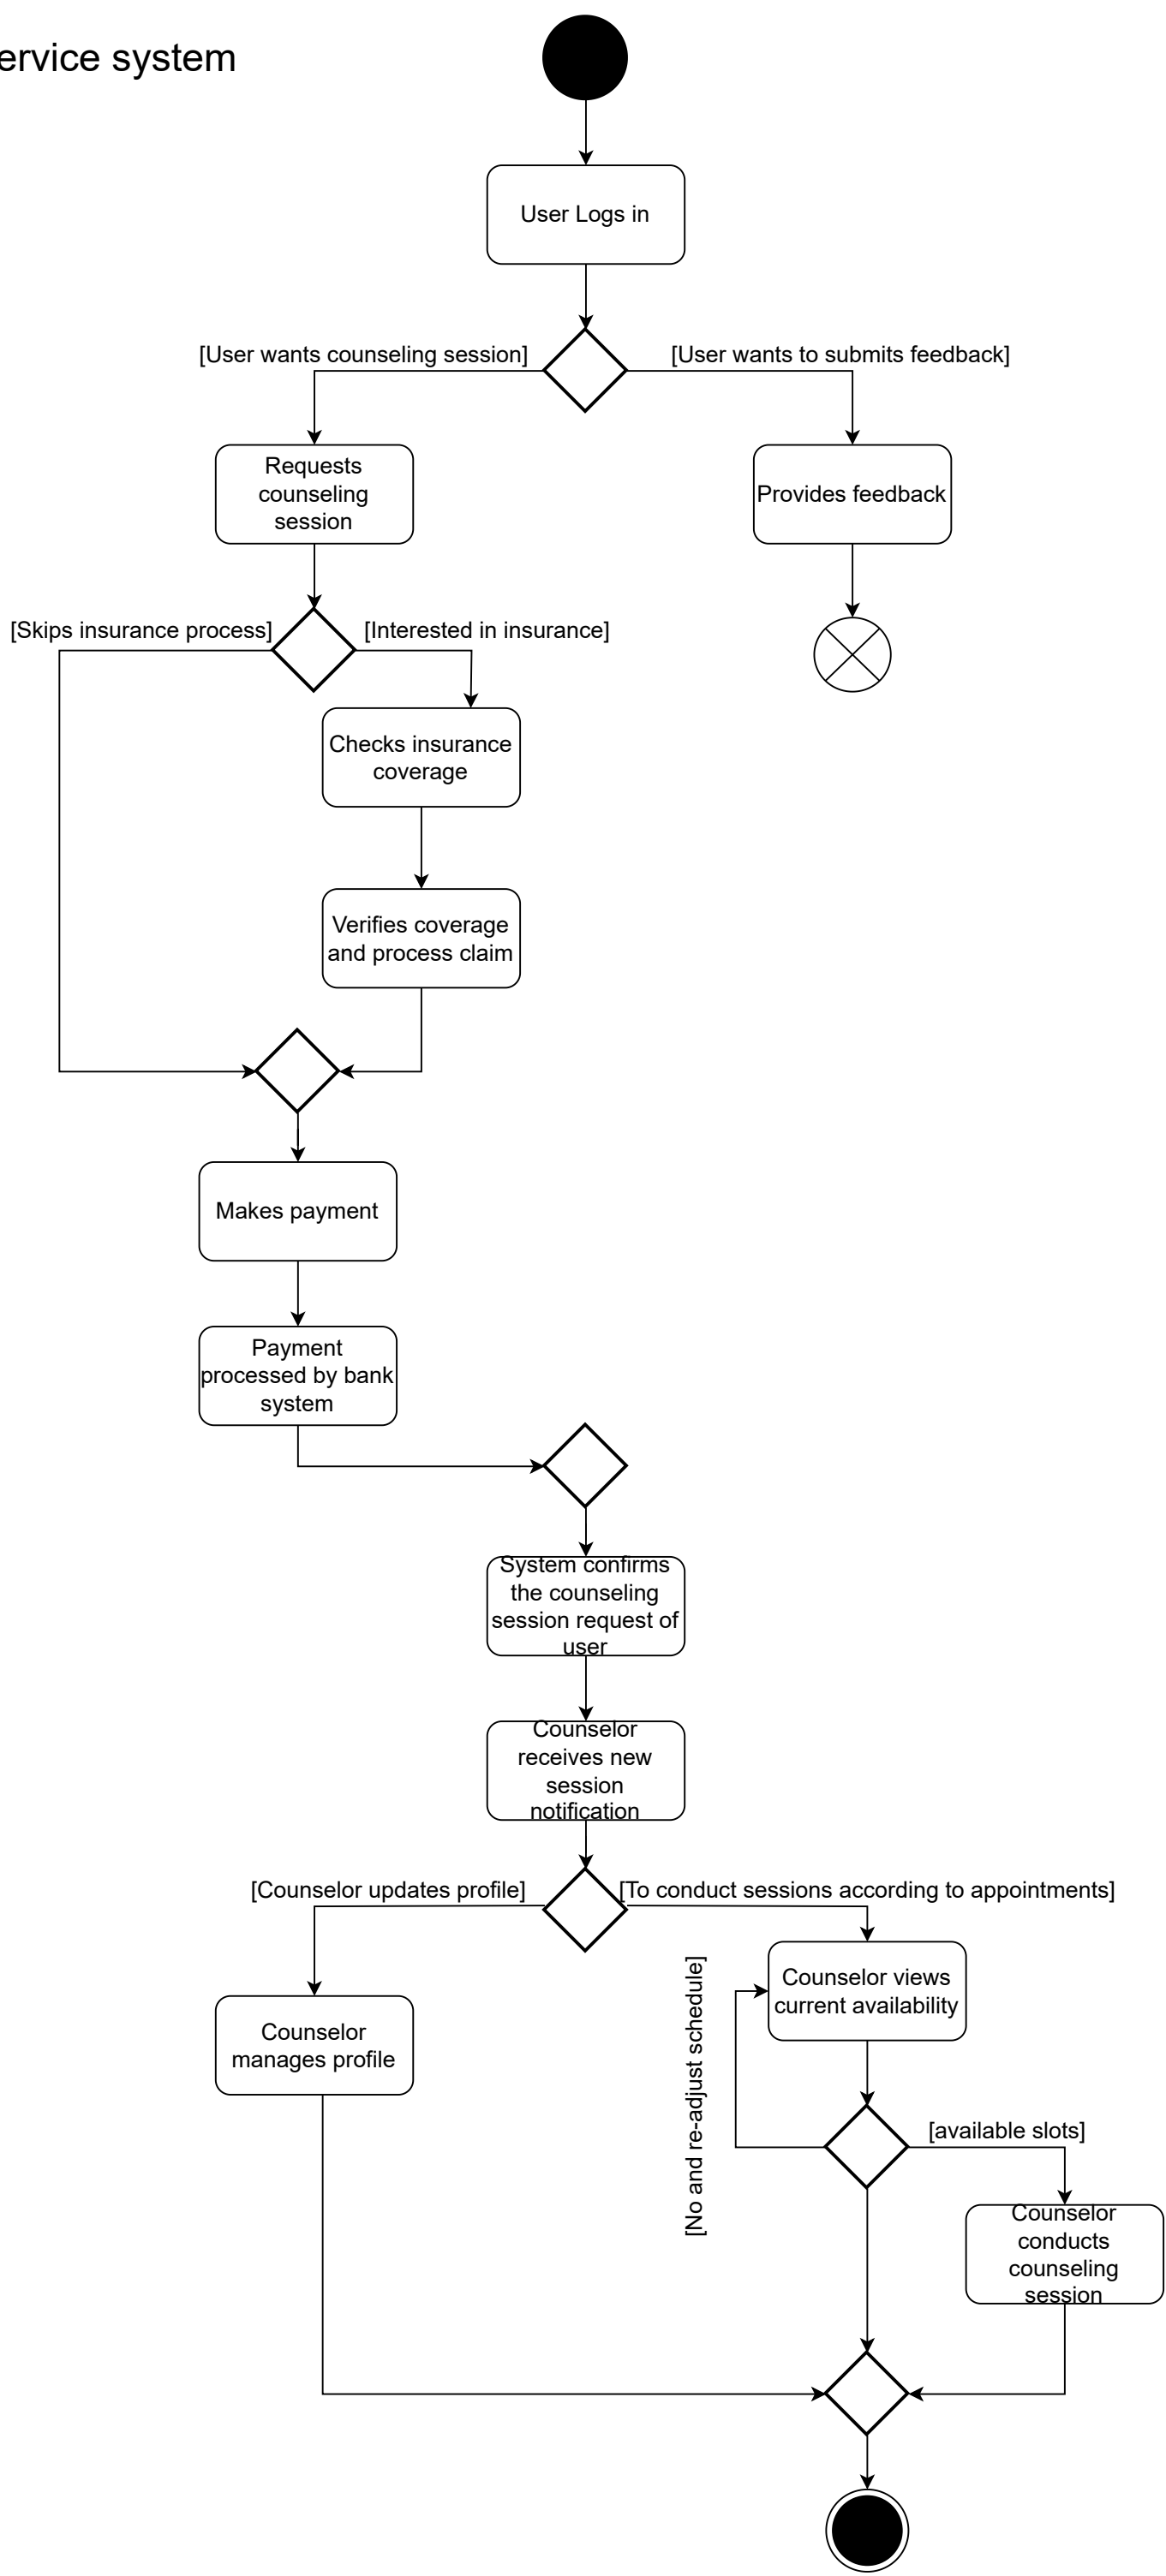 ervice system
User Logs in
[User wants counseling session]
[User wants to submits feedback]
Requests
counseling
session
Provides feedback
[Skips insurance process]
[Interested in insurance]
Checks insurance
coverage
Verifies coverage
and process claim
Makes payment
Payment
processed by bank
system
System confirms
the counseling
session request of
user
Counselor
receives new
session
notification
[Counselor updates profile]
[To conduct sessions according to appointments]
Counselor views
current availability
[No and re-adjust schedule]
Counselor
manages profile
[available slots]
Counselor
conducts
counseling
session